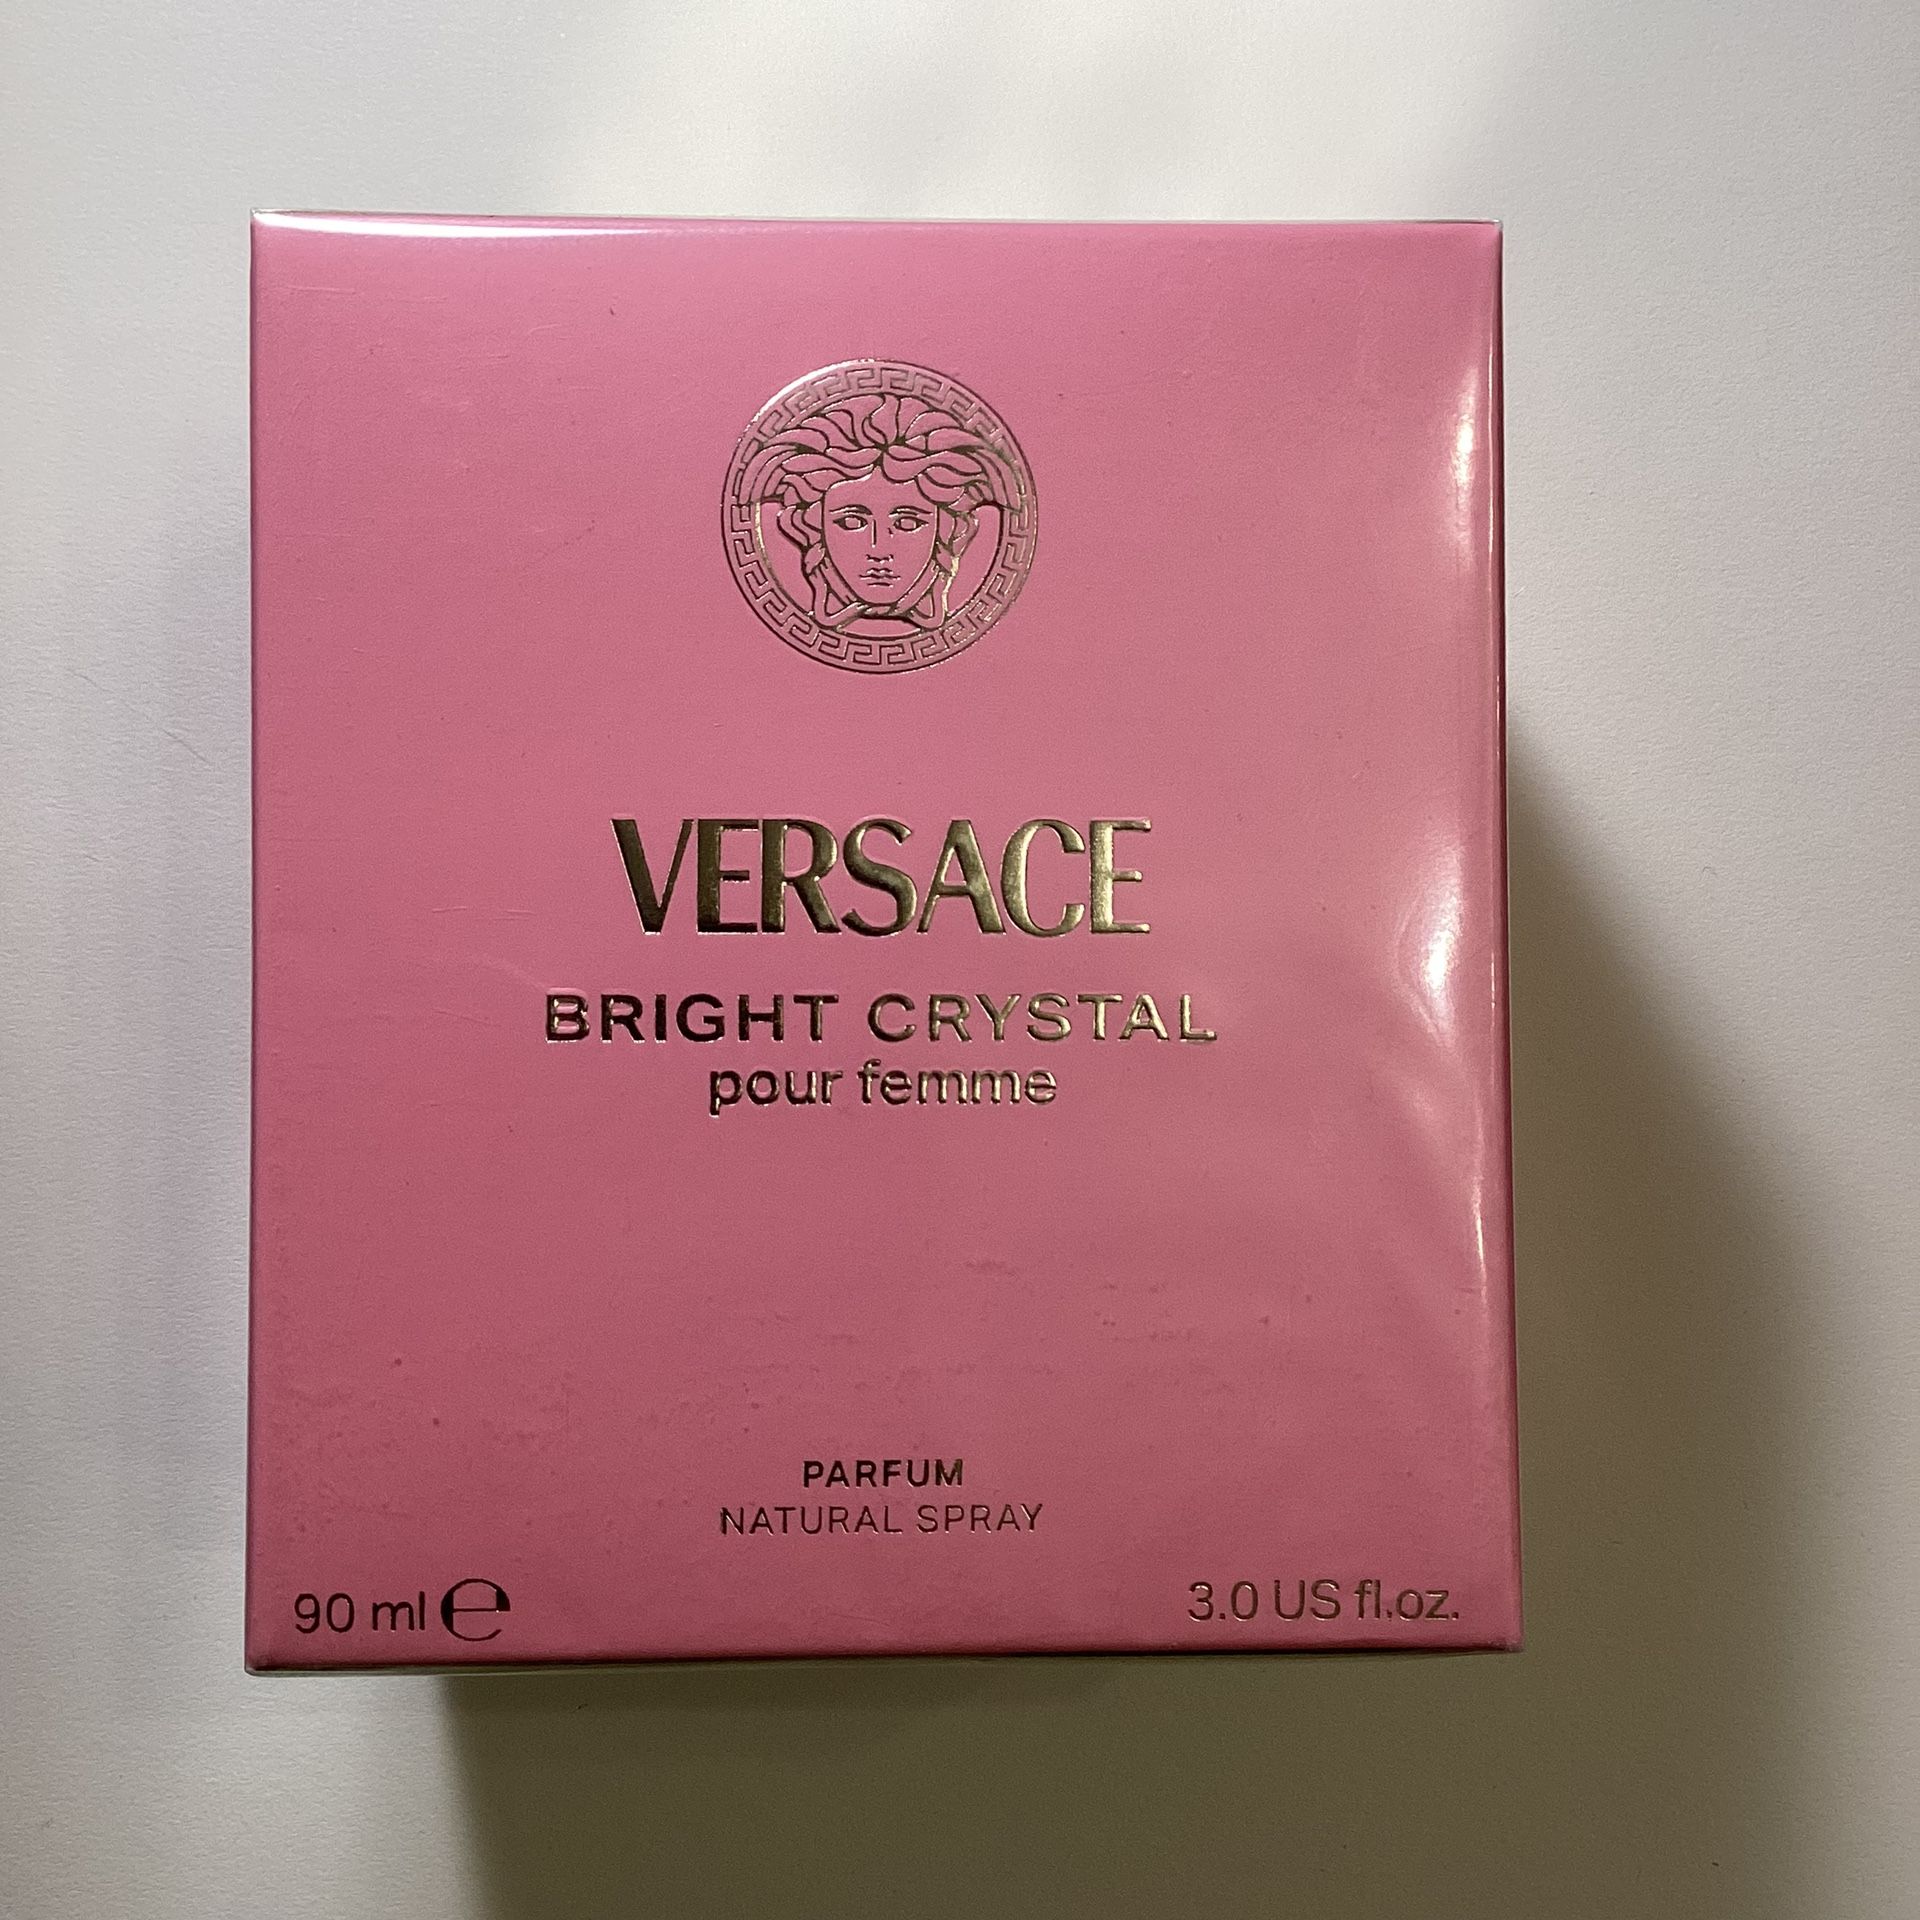 VERSACE
BRIGHT CRYSTAL
pour femme
PARFUM
NATURAL SPRAY
90 ml ℮
3.0 US fl.oz.